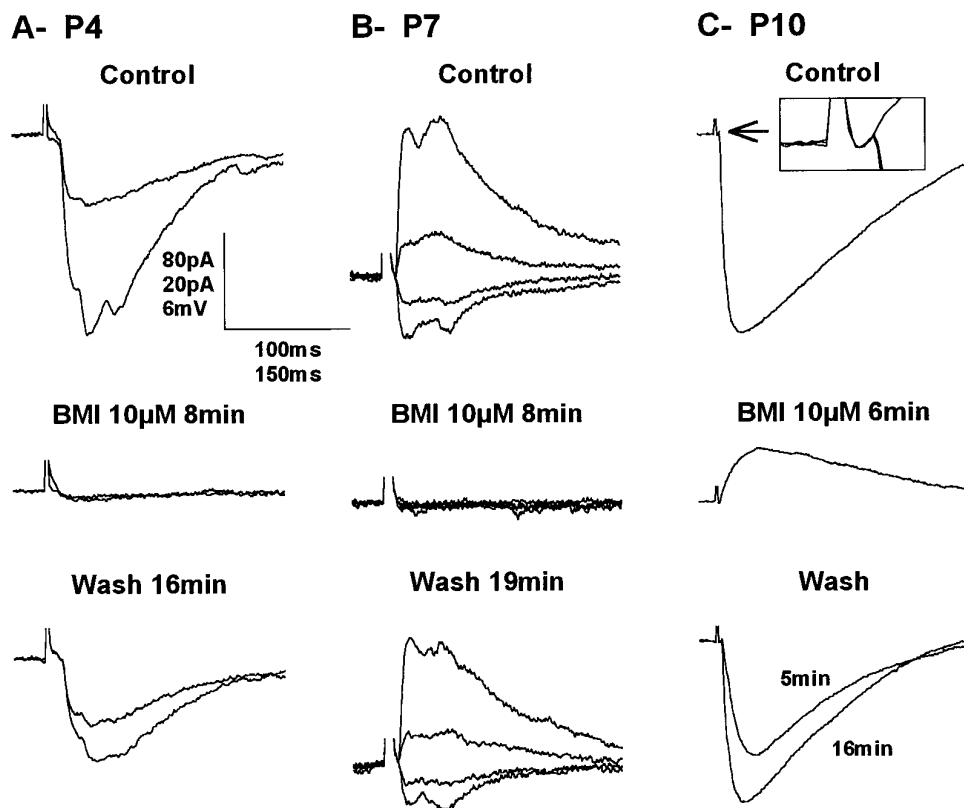 A- P4
B- P7
C- P10
Control
Control
Control
80pA
20pA
6mV
100ms
150ms
BMI 10µM 8min
BMI 10µM 8min
BMI 10µM 6min
Wash 16min
Wash 19min
Wash
5min
16min